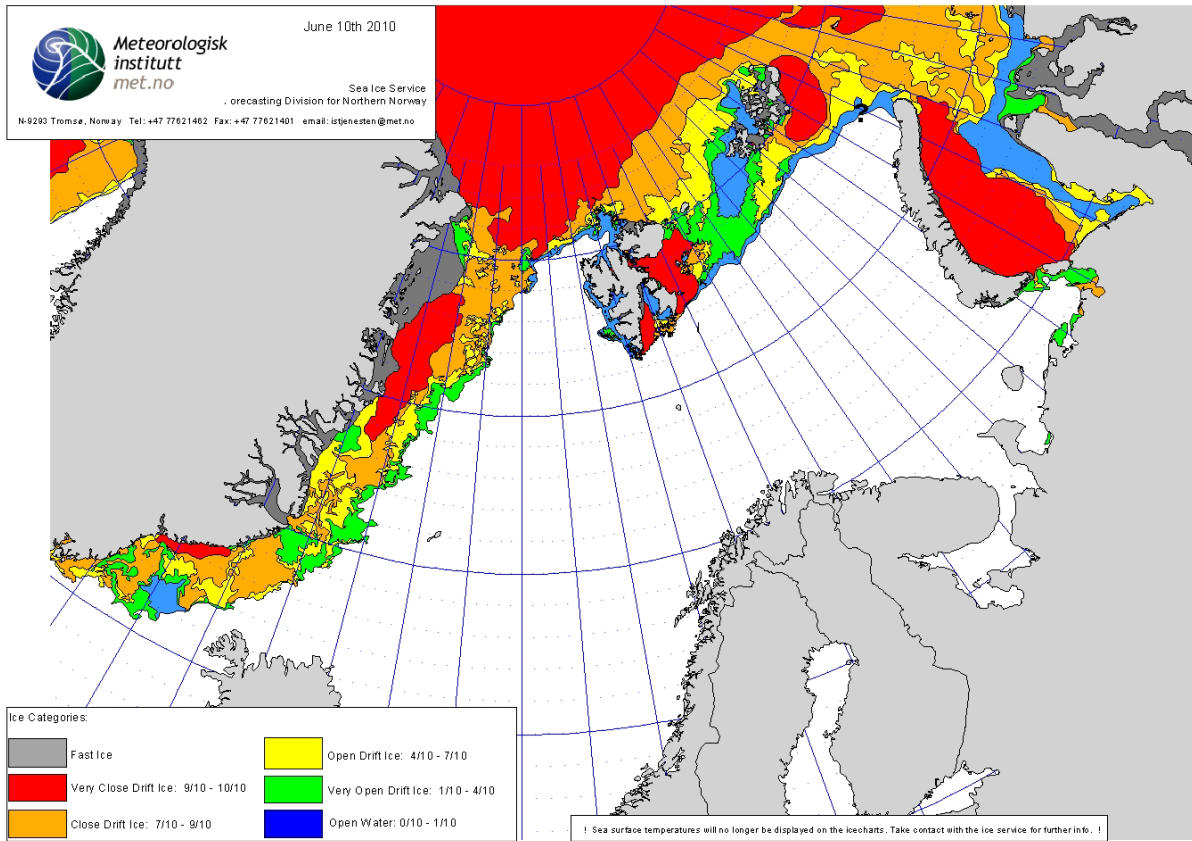 June 10th 2010
Meteorologisk
institutt
met.no
Sea Ice Service
. orecasting Division for Northern Norway
N-9293 Tromsø, Norway Tel: +47 77621462 Fax: +47 77621401 email: istjenesten@met.no
?
Ice Categories:
Fast Ice
Very Close Drift Ice: 9/10 - 10/10
Close Drift Ice: 7/10 - 9/10
Open Drift Ice: 4/10 - 7/10
Very Open Drift Ice: 1/10 - 4/10
Open Water: 0/10 - 1/10
! Sea surface temperatures will no longer be displayed on the icecharts. Take contact with the ice service for further info. !